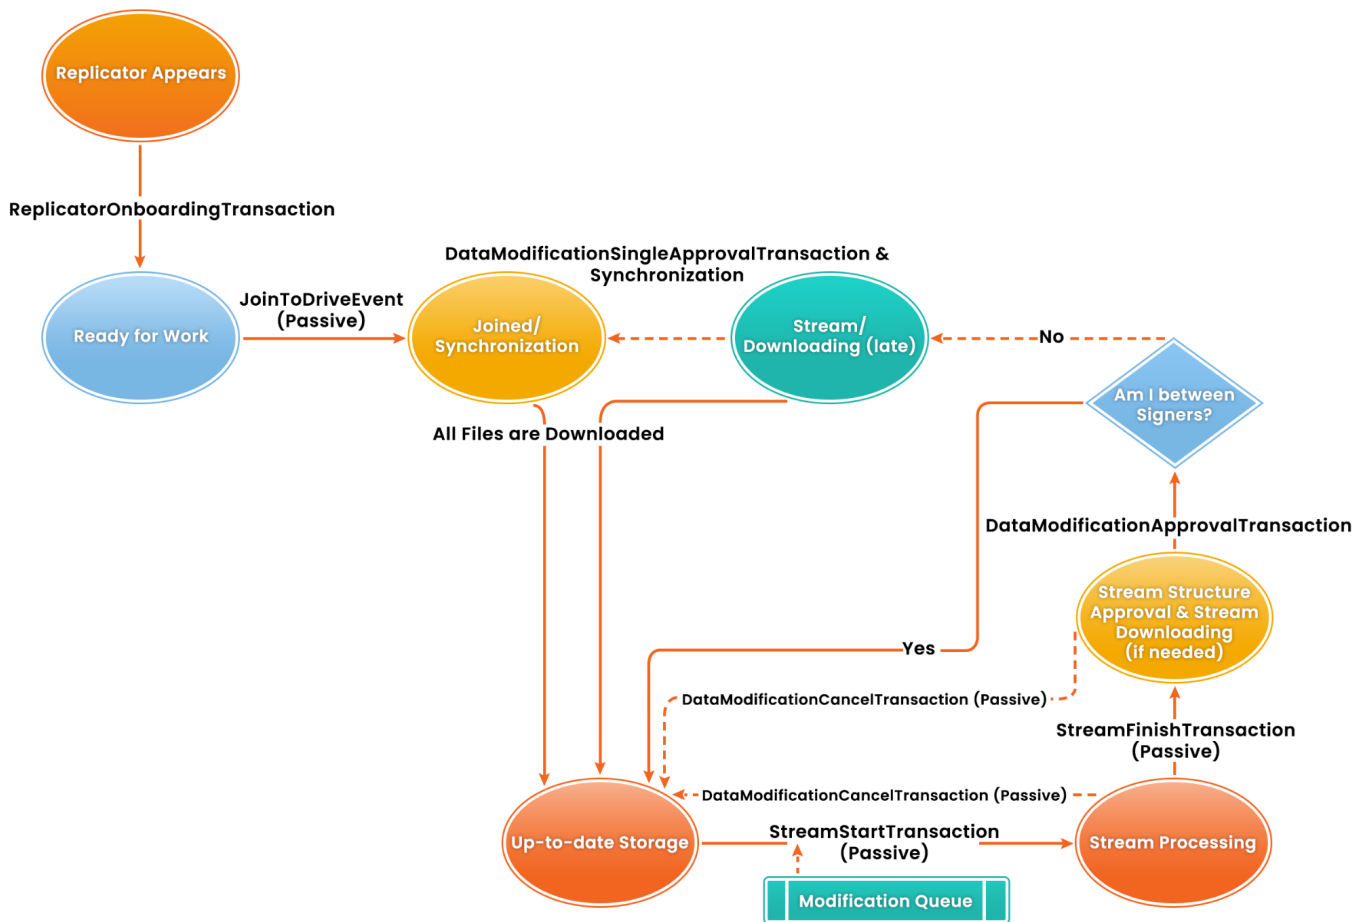 Replicator Appears
ReplicatorOnboardingTransaction
Ready for Work
JoinToDriveEvent
(Passive)
DataModificationSingleApprovalTransaction &
Synchronization
Joined/
Synchronization
Stream/
Downloading (late)
No
Am I between
Signers?
All Files are Downloaded
DataModificationApprovalTransaction
Stream Structure
Approval & Stream
Downloading
(if needed)
Yes
DataModificationCancelTransaction (Passive)
StreamFinishTransaction
(Passive)
DataModificationCancelTransaction (Passive)
Up-to-date Storage
StreamStartTransaction
(Passive)
Stream Processing
Modification Queue